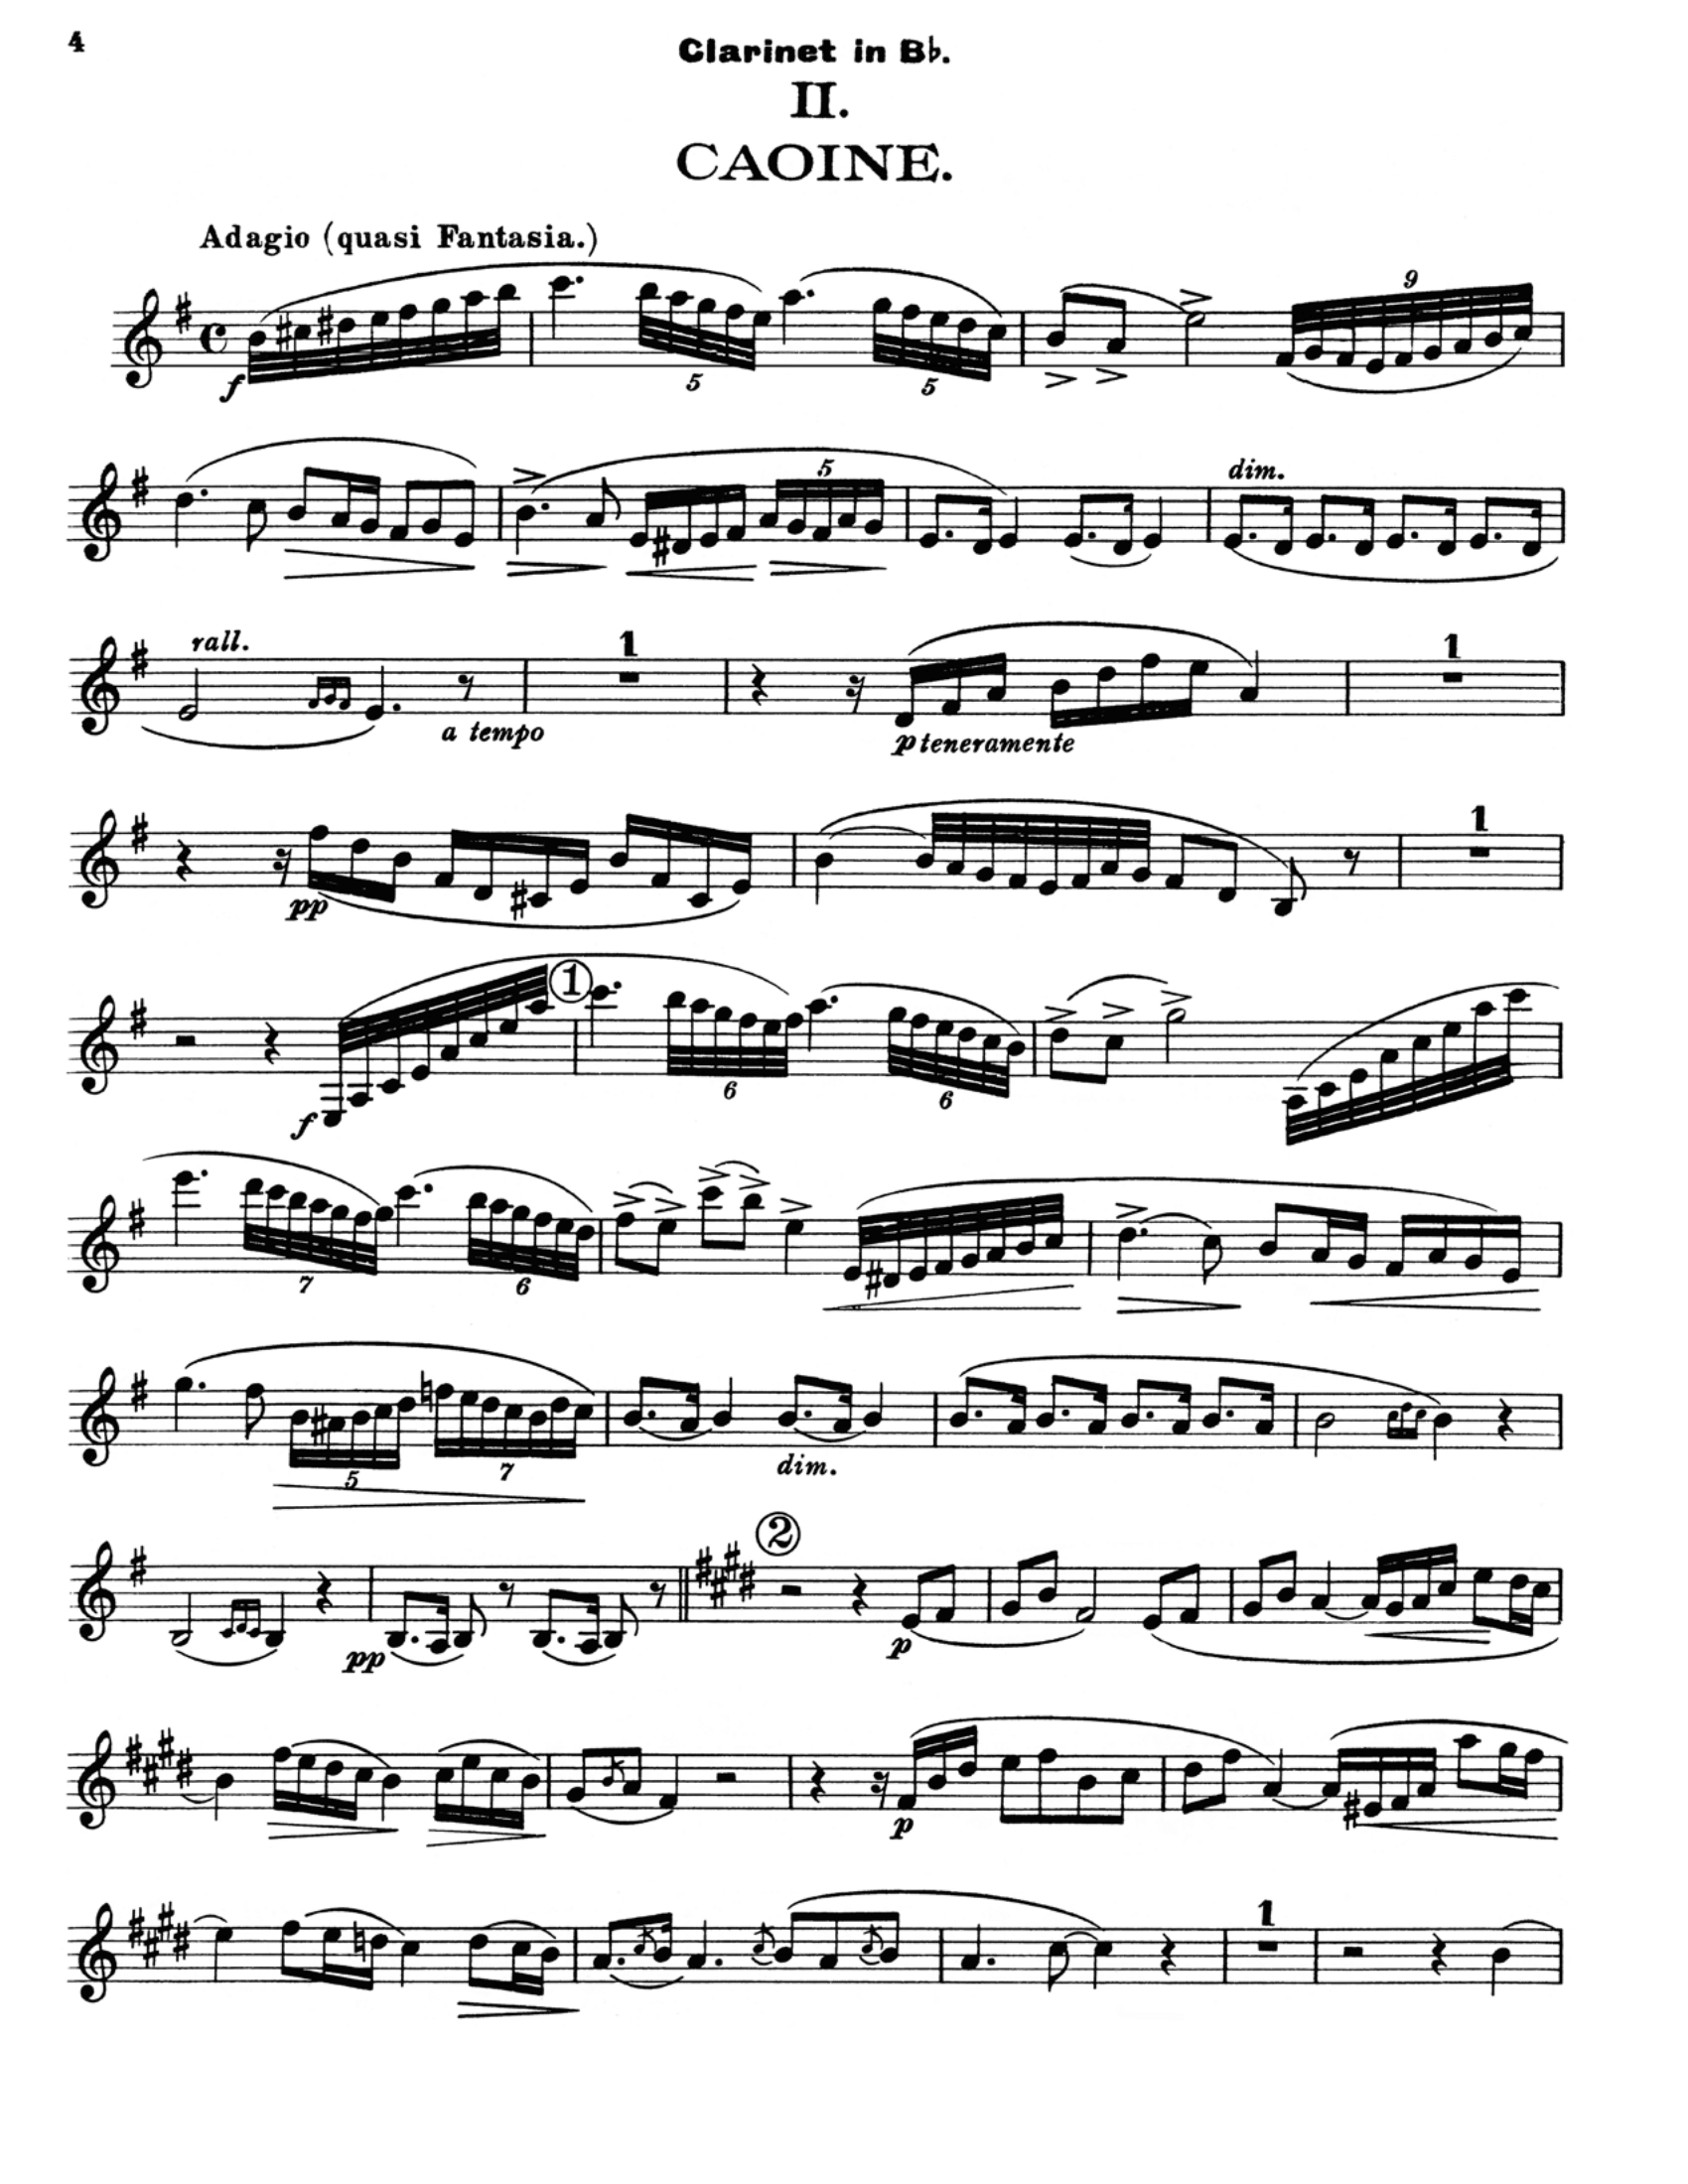 4
Clarinet in B♭.
II.
CAOINE.
Adagio (quasi Fantasia.)
9
f
5
5
dim.
5
rall.
1
1
a tempo
p teneramente
1
pp
1
f
6
6
7
6
5
7
dim.
2
pp
p
p
1